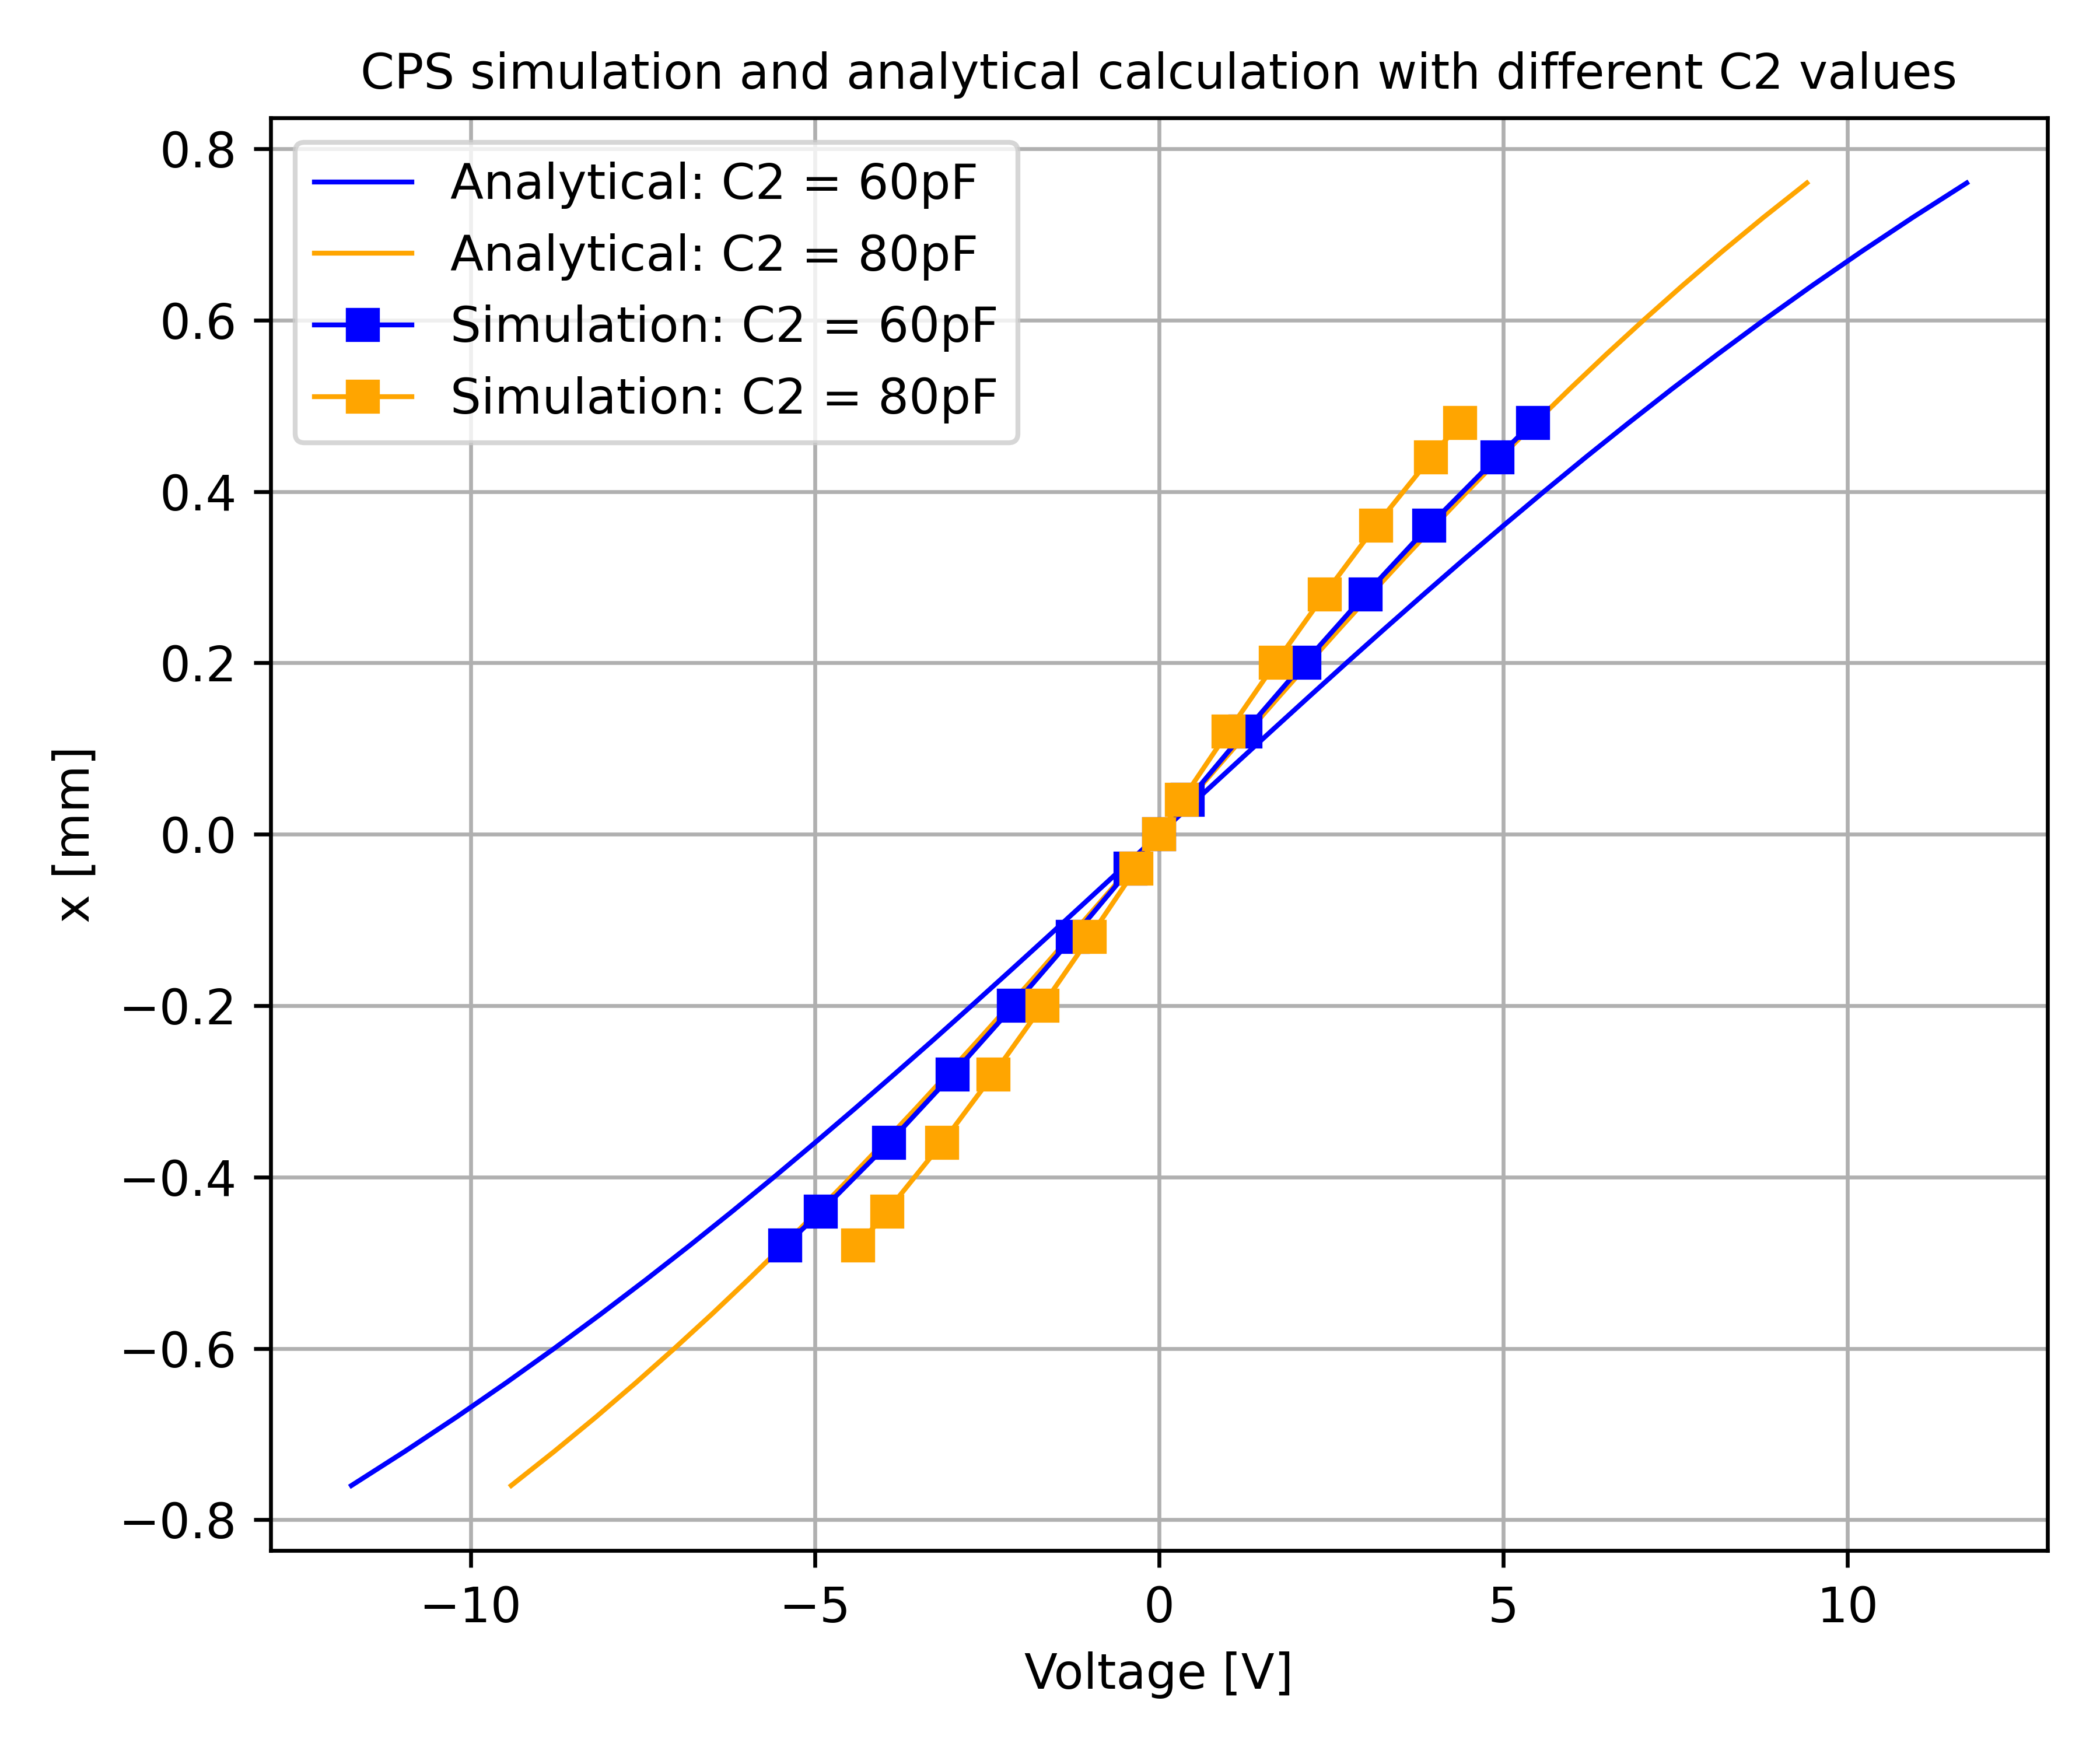 CPS simulation and analytical calculation with different C2 values
Analytical: C2 = 60pF
Analytical: C2 = 80pF
Simulation: C2 = 60pF
Simulation: C2 = 80pF
x [mm]
0.8
0.6
0.4
0.2
0.0
−0.2
−0.4
−0.6
−0.8
−10
−5
0
5
10
Voltage [V]